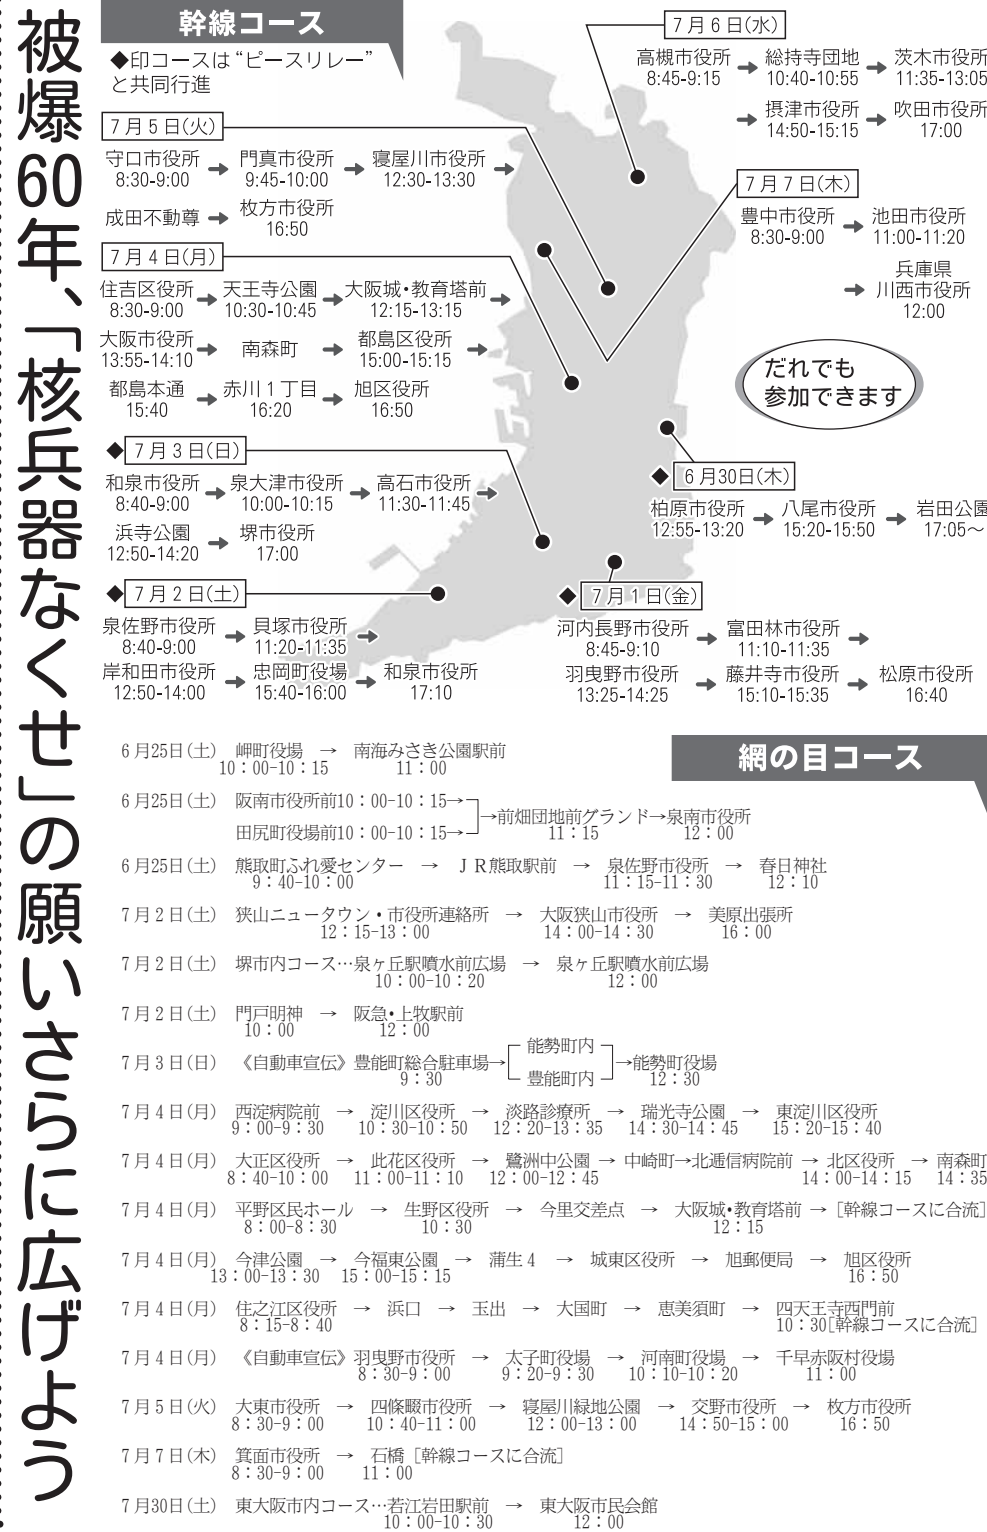 被爆60年、「核兵器なくせ」の願いさらに広げよう
幹線コース
◆印コースは“ピースリレー”
と共同行進
7月5日(火)
守口市役所 → 門真市役所 → 寝屋川市役所 →
8:30-9:00 9:45-10:00 12:30-13:30
成田不動尊 → 枚方市役所
16:50
7月4日(月)
住吉区役所 → 天王寺公園 → 大阪城・教育塔前 →
8:30-9:00 10:30-10:45 12:15-13:15
大阪市役所 → 南森町 → 都島区役所 →
13:55-14:10 15:00-15:15
都島本通 → 赤川1丁目 → 旭区役所
15:40 16:20 16:50
◆ 7月3日(日)
和泉市役所 → 泉大津市役所 → 高石市役所 →
8:40-9:00 10:00-10:15 11:30-11:45
浜寺公園 → 堺市役所
12:50-14:20 17:00
◆ 7月2日(土)
泉佐野市役所 → 貝塚市役所 →
8:40-9:00 11:20-11:35
岸和田市役所 → 忠岡町役場 → 和泉市役所
12:50-14:00 15:40-16:00 17:10
7月6日(水)
高槻市役所 → 総持寺団地 → 茨木市役所
8:45-9:15 10:40-10:55 11:35-13:05
→ 摂津市役所 → 吹田市役所
14:50-15:15 17:00
7月7日(木)
豊中市役所 → 池田市役所
8:30-9:00 11:00-11:20
兵庫県
→ 川西市役所
12:00
だれでも
参加できます
◆ 6月30日(木)
柏原市役所 → 八尾市役所 → 岩田公園
12:55-13:20 15:20-15:50 17:05～
◆ 7月1日(金)
河内長野市役所 → 富田林市役所 →
8:45-9:10 11:10-11:35
羽曳野市役所 → 藤井寺市役所 → 松原市役所
13:25-14:25 15:10-15:35 16:40
網の目コース
6月25日(土) 岬町役場 → 南海みさき公園駅前
10：00-10：15 11：00
6月25日(土) 阪南市役所前10：00-10：15→
→前畑団地前グランド→泉南市役所
田尻町役場前10：00-10：15→ 11：15 12：00
6月25日(土) 熊取町ふれ愛センター → ＪＲ熊取駅前 → 泉佐野市役所 → 春日神社
9：40-10：00 11：15-11：30 12：10
7月2日(土) 狭山ニュータウン・市役所連絡所 → 大阪狭山市役所 → 美原出張所
12：15-13：00 14：00-14：30 16：00
7月2日(土) 堺市内コース…泉ヶ丘駅噴水前広場 → 泉ヶ丘駅噴水前広場
10：00-10：20 12：00
7月2日(土) 門戸明神 → 阪急・上牧駅前
10：00 12：00
7月3日(日) 《自動車宣伝》豊能町総合駐車場→ 能勢町内 豊能町内 →能勢町役場
9：30 12：30
7月4日(月) 西淀病院前 → 淀川区役所 → 淡路診療所 → 瑞光寺公園 → 東淀川区役所
9：00-9：30 10：30-10：50 12：20-13：35 14：30-14：45 15：20-15：40
7月4日(月) 大正区役所 → 此花区役所 → 鷺洲中公園 → 中崎町→北逓信病院前 → 北区役所 → 南森町
8：40-10：00 11：00-11：10 12：00-12：45 14：00-14：15 14：35
7月4日(月) 平野区民ホール → 生野区役所 → 今里交差点 → 大阪城・教育塔前 → [幹線コースに合流]
8：00-8：30 10：30 12：15
7月4日(月) 今津公園 → 今福東公園 → 蒲生4 → 城東区役所 → 旭郵便局 → 旭区役所
13：00-13：30 15：00-15：15 16：50
7月4日(月) 住之江区役所 → 浜口 → 玉出 → 大国町 → 恵美須町 → 四天王寺西門前
8：15-8：40 10：30[幹線コースに合流]
7月4日(月) 《自動車宣伝》羽曳野市役所 → 太子町役場 → 河南町役場 → 千早赤阪村役場
8：30-9：00 9：20-9：30 10：10-10：20 11：00
7月5日(火) 大東市役所 → 四條畷市役所 → 寝屋川緑地公園 → 交野市役所 → 枚方市役所
8：30-9：00 10：40-11：00 12：00-13：00 14：50-15：00 16：50
7月7日(木) 箕面市役所 → 石橋 [幹線コースに合流]
8：30-9：00 11：00
7月30日(土) 東大阪市内コース…若江岩田駅前 → 東大阪市民会館
10：00-10：30 12：00